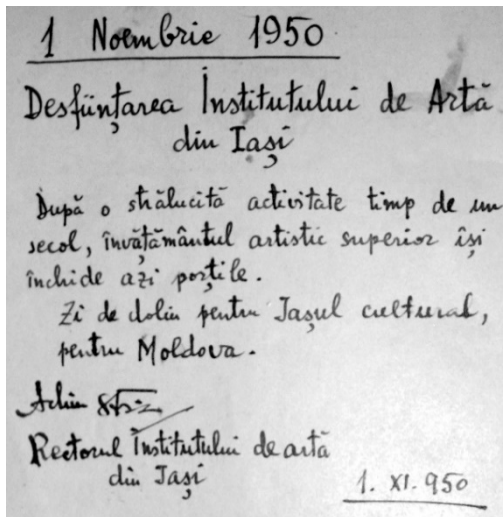 1 Noembrie 1950
Desființarea Institutului de Artă
din Iași
După o strălucită activitate timp de un
secol, învățământul artistic superior își
închide azi porțile.
Zi de doliu pentru Iașul cultural,
pentru Moldova.
Rectorul Institutului de artă
din Iași
1. XI. 950